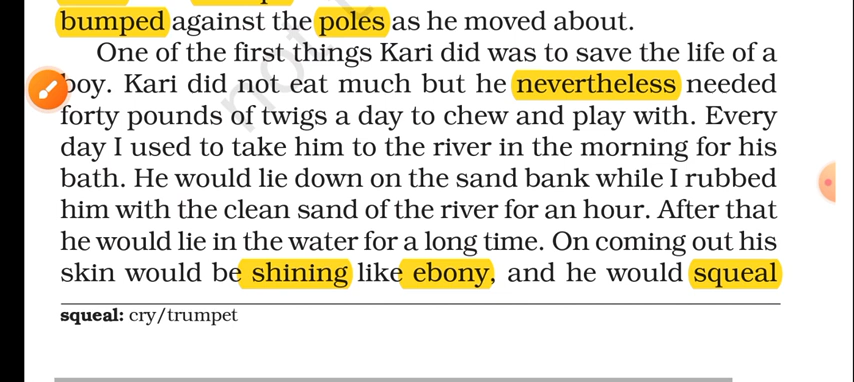 bumped against the poles as he moved about.
One of the first things Kari did was to save the life of a
boy. Kari did not eat much but he nevertheless needed
forty pounds of twigs a day to chew and play with. Every
day I used to take him to the river in the morning for his
bath. He would lie down on the sand bank while I rubbed
him with the clean sand of the river for an hour. After that
he would lie in the water for a long time. On coming out his
skin would be shining like ebony, and he would squeal
squeal: cry/trumpet